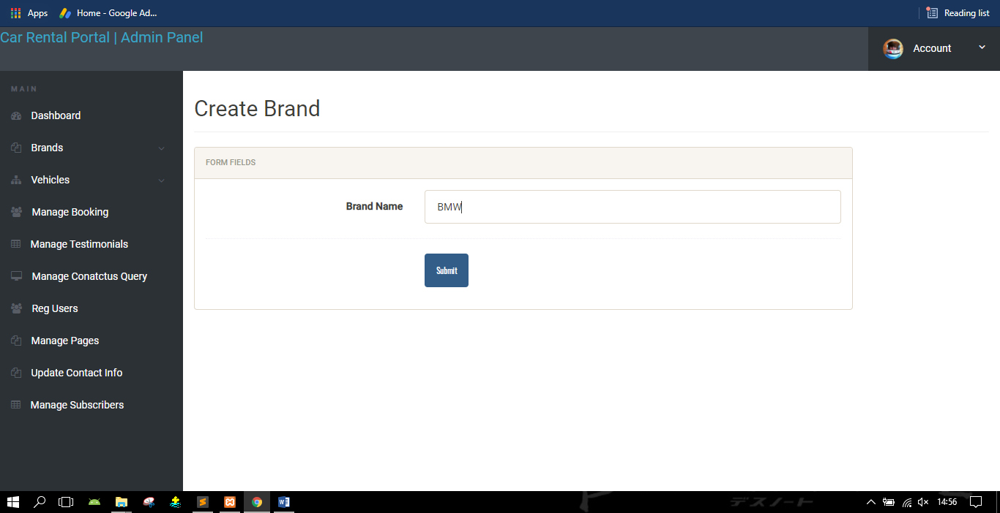 Apps
Home - Google Ad...
Reading list
Car Rental Portal | Admin Panel
Account
MAIN
Dashboard
Brands
Vehicles
Manage Booking
Manage Testimonials
Manage Conatctus Query
Reg Users
Manage Pages
Update Contact Info
Manage Subscribers
Create Brand
FORM FIELDS
Brand Name
BMW
Submit
デスノート
14:56